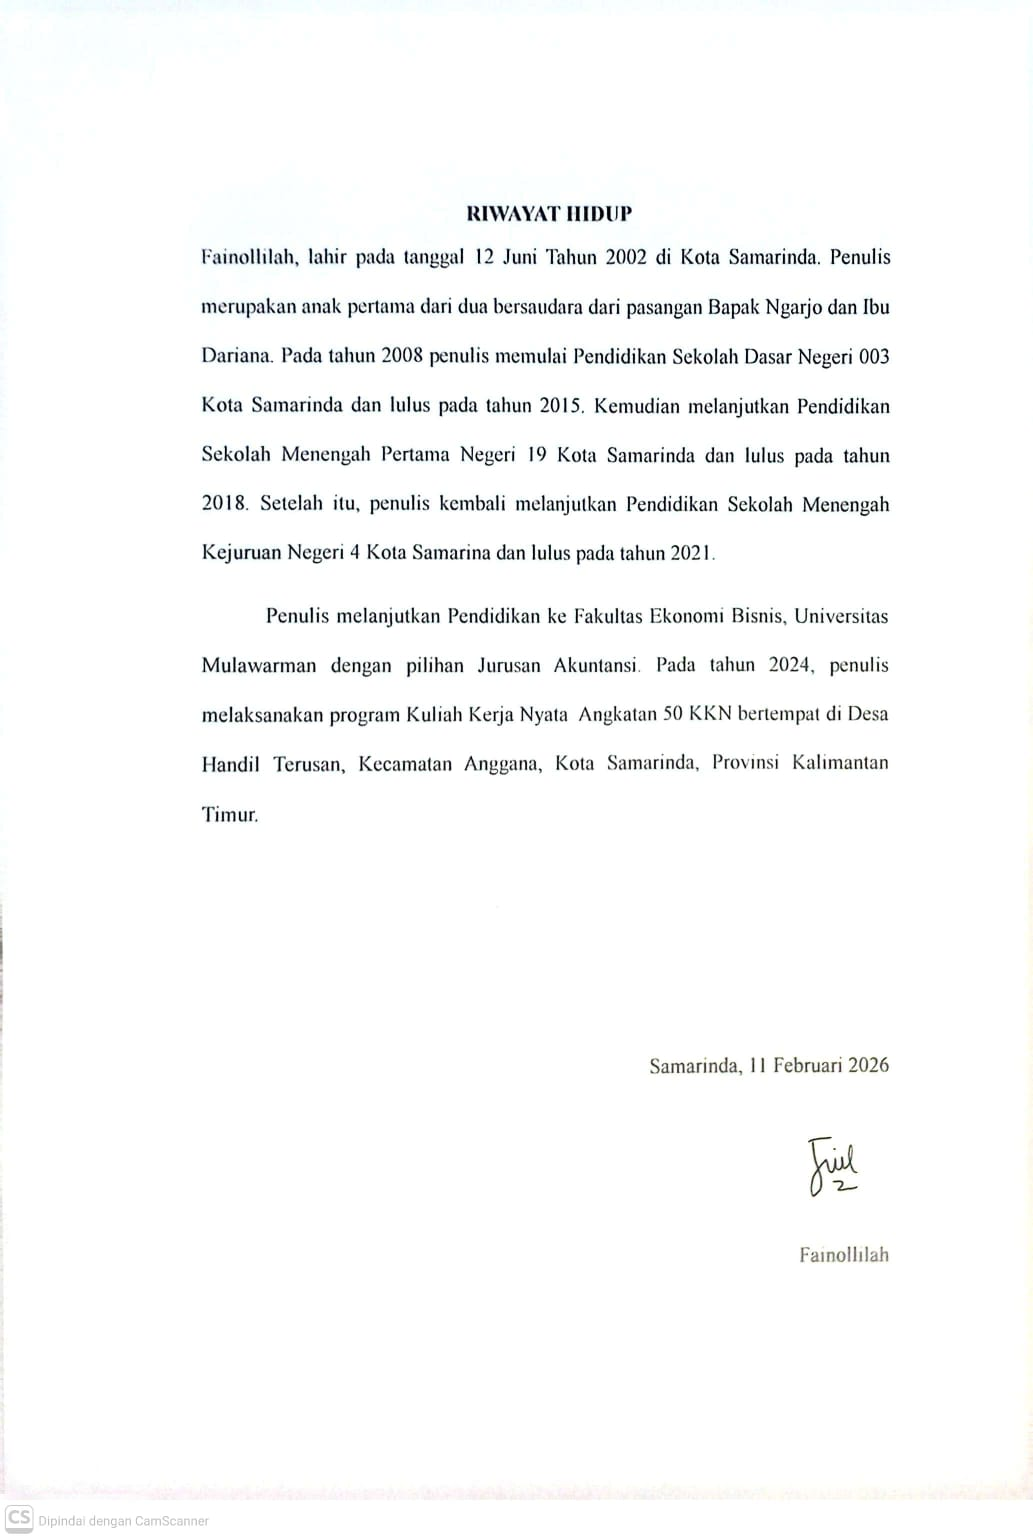 RIWAYAT HIDUP
Fainollilah, lahir pada tanggal 12 Juni Tahun 2002 di Kota Samarinda. Penulis
merupakan anak pertama dari dua bersaudara dari pasangan Bapak Ngarjo dan Ibu
Dariana. Pada tahun 2008 penulis memulai Pendidikan Sekolah Dasar Negeri 003
Kota Samarinda dan lulus pada tahun 2015. Kemudian melanjutkan Pendidikan
Sekolah Menengah Pertama Negeri 19 Kota Samarinda dan lulus pada tahun
2018. Setelah itu, penulis kembali melanjutkan Pendidikan Sekolah Menengah
Kejuruan Negeri 4 Kota Samarina dan lulus pada tahun 2021.
Penulis melanjutkan Pendidikan ke Fakultas Ekonomi Bisnis, Universitas
Mulawarman dengan pilihan Jurusan Akuntansi. Pada tahun 2024, penulis
melaksanakan program Kuliah Kerja Nyata Angkatan 50 KKN bertempat di Desa
Handil Terusan, Kecamatan Anggana, Kota Samarinda, Provinsi Kalimantan
Timur.
Samarinda, 11 Februari 2026
Fainollilah
CS Dipindai dengan CamScanner